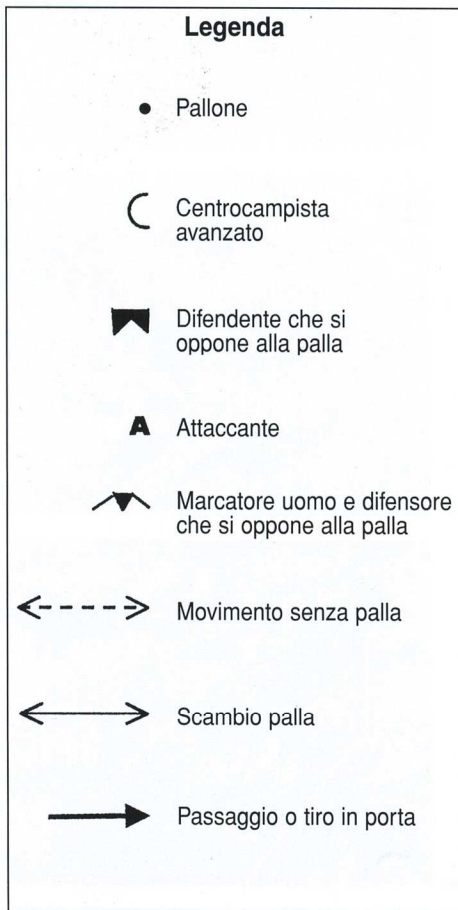 Legenda
Pallone
Centrocampista
avanzato
Difendente che si
oppone alla palla
A Attaccante
Marcatore uomo e difensore
che si oppone alla palla
Movimento senza palla
Scambio palla
Passaggio o tiro in porta